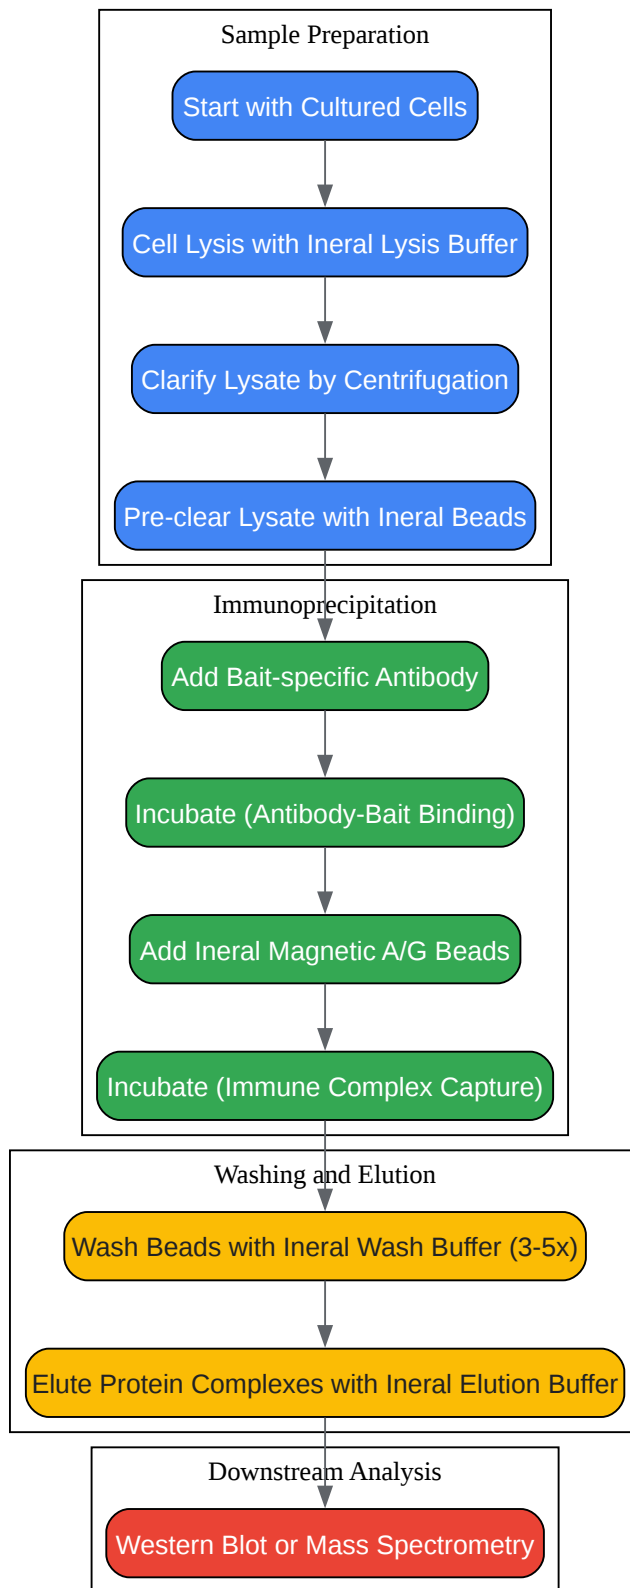 Sample Preparation
Start with Cultured Cells
Cell Lysis with Ineral Lysis Buffer
Clarify Lysate by Centrifugation
Pre-clear Lysate with Ineral Beads
Immunoprecipitation
Add Bait-specific Antibody
Incubate (Antibody-Bait Binding)
Add Ineral Magnetic A/G Beads
Incubate (Immune Complex Capture)
Washing and Elution
Wash Beads with Ineral Wash Buffer (3-5x)
Elute Protein Complexes with Ineral Elution Buffer
Downstream Analysis
Western Blot or Mass Spectrometry